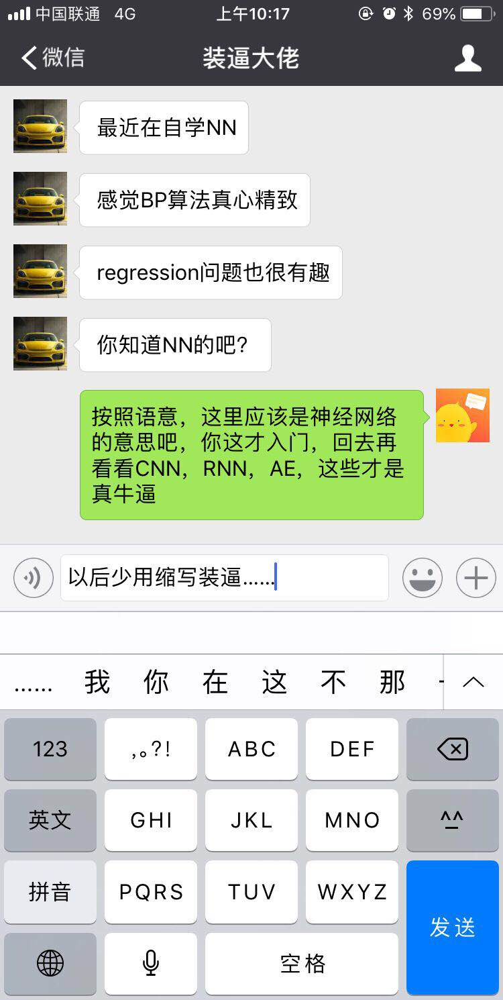 中国联通 4G 上午10:17 69%
微信 装逼大佬
最近在自学NN
感觉BP算法真心精致
regression问题也很有趣
你知道NN的吧?
按照语意，这里应该是神经网络
的意思吧，你这才入门，回去再
看看CNN，RNN，AE，这些才是
真牛逼
以后少用缩写装逼……
…… 我 你 在 这 不 那
123 ,。?! ABC DEF
英文 GHI JKL MNO ^^
拼音 PQRS TUV WXYZ 发送
空格